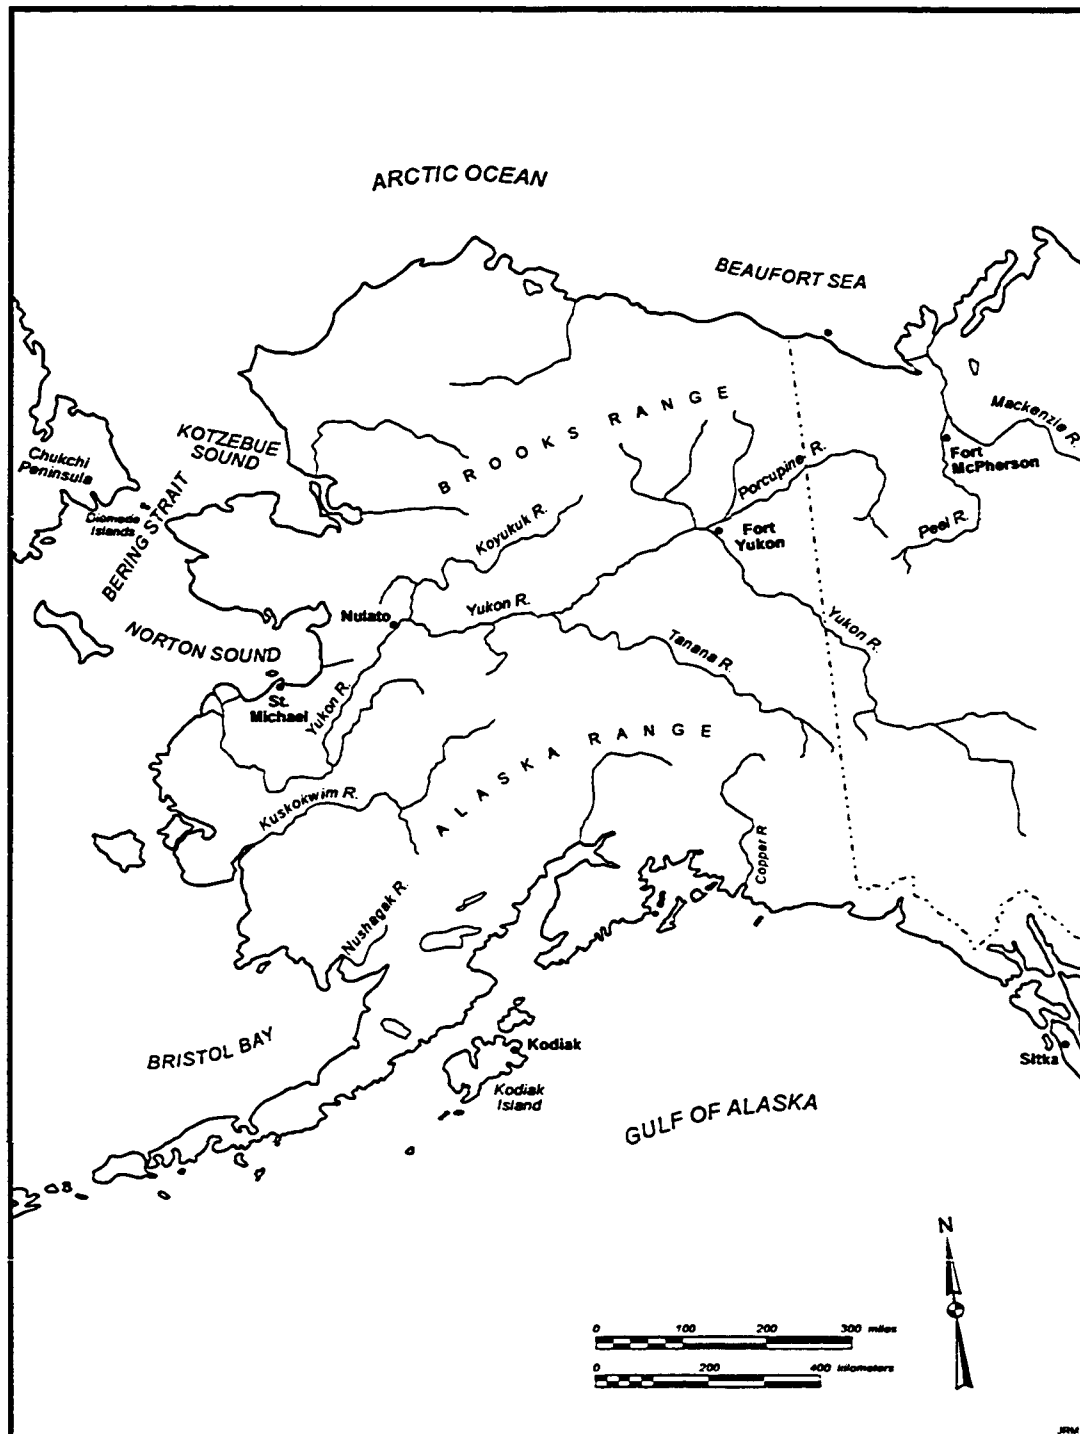 ARCTIC OCEAN
BEAUFORT SEA
BROOKS RANGE
Mackenzie R.
KOTZEBUE
SOUND
Chukchi
Peninsula
Fort
McPherson
Porcupine R.
Diomede
Islands
BERING STRAIT
Koyukuk R.
Fort
Yukon
Peel R.
Nulato
Yukon R.
Yukon R.
NORTON SOUND
Tanana R.
St.
Michael
Yukon R.
ALASKA RANGE
Kuskokwim R.
Copper R
Nushagak R.
BRISTOL BAY
Kodiak
Sitka
Kodiak
Island
GULF OF ALASKA
N
0 100 200 300 miles
0 200 400 kilometers
JRM